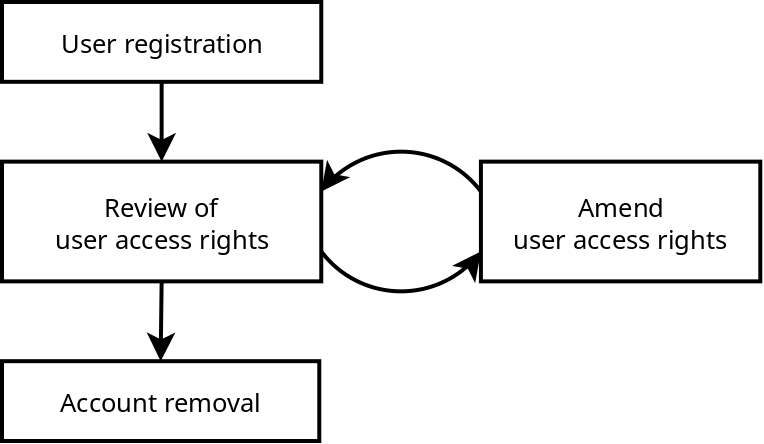 User registration
Review of
user access rights
Amend
user access rights
Account removal